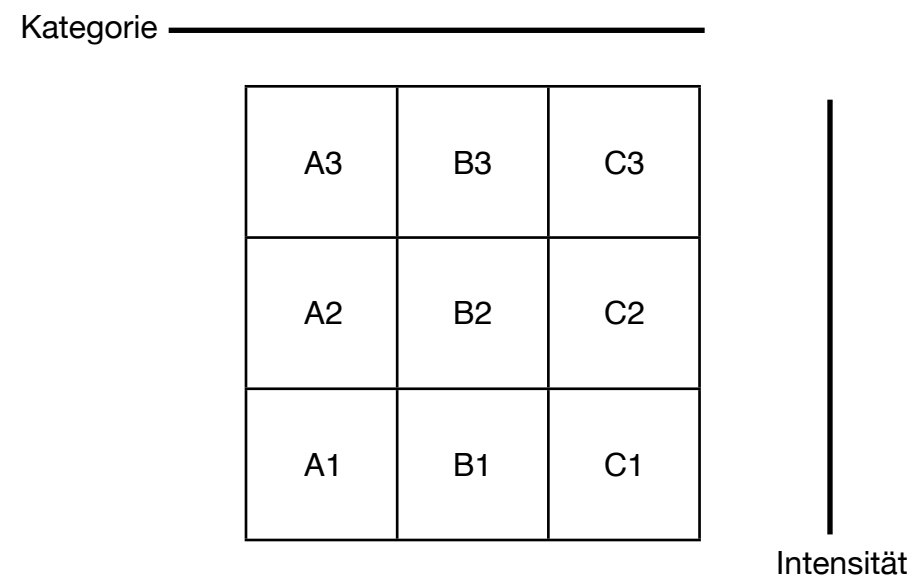 Kategorie
A3 B3 C3
A2 B2 C2
A1 B1 C1
Intensität